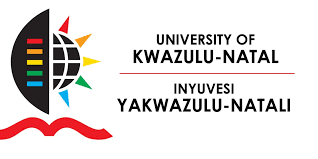 UNIVERSITY OF
KWAZULU-NATAL
INYUVESI
YAKWAZULU-NATALI